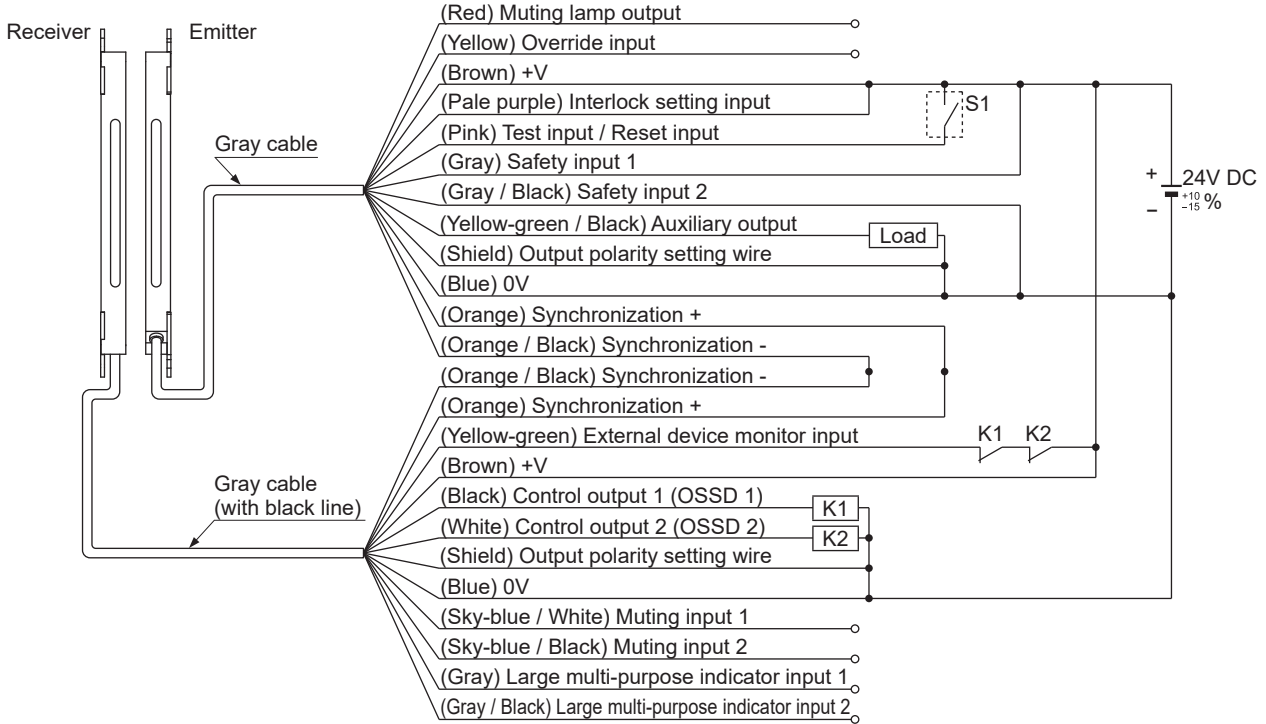 Receiver
Emitter
Gray cable
(Red) Muting lamp output
(Yellow) Override input
(Brown) +V
(Pale purple) Interlock setting input
S1
(Pink) Test input / Reset input
(Gray) Safety input 1
(Gray / Black) Safety input 2
(Yellow-green / Black) Auxiliary output
Load
(Shield) Output polarity setting wire
(Blue) 0V
+
24V DC
+10
−15 %
−
(Orange) Synchronization +
(Orange / Black) Synchronization -
(Orange / Black) Synchronization -
(Orange) Synchronization +
(Yellow-green) External device monitor input
K1 K2
(Brown) +V
Gray cable
(with black line)
(Black) Control output 1 (OSSD 1)
K1
(White) Control output 2 (OSSD 2)
K2
(Shield) Output polarity setting wire
(Blue) 0V
(Sky-blue / White) Muting input 1
(Sky-blue / Black) Muting input 2
(Gray) Large multi-purpose indicator input 1
(Gray / Black) Large multi-purpose indicator input 2